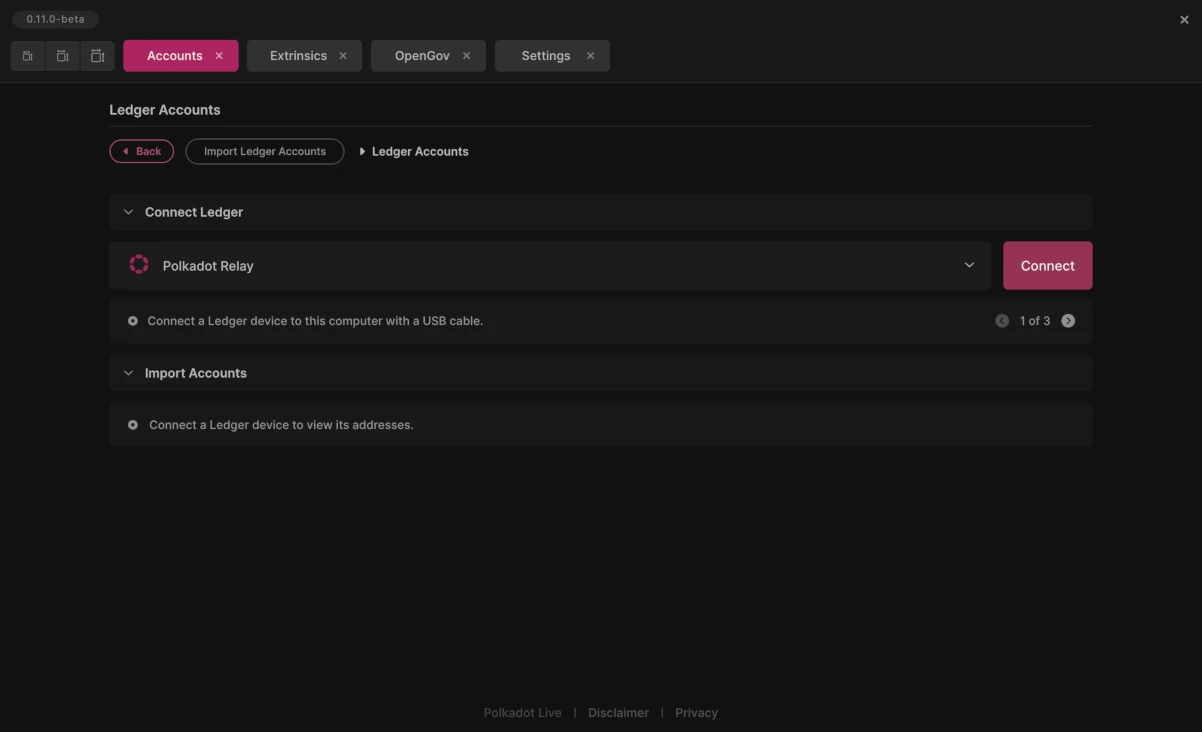 0.11.0-beta
Accounts Extrinsics OpenGov Settings
Ledger Accounts
Back Import Ledger Accounts Ledger Accounts
Connect Ledger
Polkadot Relay Connect
Connect a Ledger device to this computer with a USB cable. 1 of 3
Import Accounts
Connect a Ledger device to view its addresses.
Polkadot Live | Disclaimer | Privacy